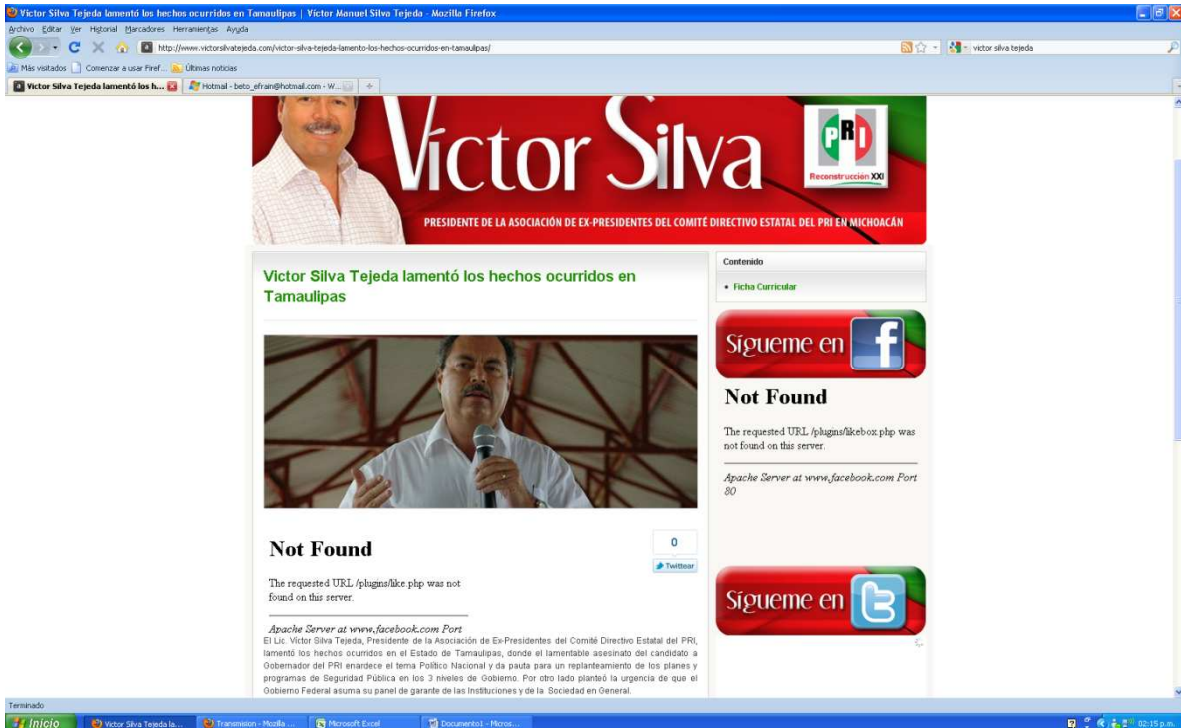 Victor Silva Tejeda lamentó los hechos ocurridos en Tamaulipas | Víctor Manuel Silva Tejeda - Mozilla Firefox
Archivo Editar Ver Historial Marcadores Herramientas Ayuda
http://www.victorsilvatejeda.com/victor-silva-tejeda-lamento-los-hechos-ocurridos-en-tamaulipas/
victor silva tejeda
Más visitados Comenzar a usar Firef... Últimas noticias
Victor Silva Tejeda lamentó los h... Hotmail - beto_efrain@hotmail.com - W...
Víctor Silva
PRI
Reconstrucción XXI
PRESIDENTE DE LA ASOCIACIÓN DE EX-PRESIDENTES DEL COMITÉ DIRECTIVO ESTATAL DEL PRI EN MICHOACÁN
Victor Silva Tejeda lamentó los hechos ocurridos en
Tamaulipas
Not Found
The requested URL /plugins/like.php was not
found on this server.
Apache Server at www.facebook.com Port
0
Twittear
El Lic. Víctor Silva Tejeda, Presidente de la Asociación de Ex-Presidentes del Comité Directivo Estatal del PRI,
lamentó los hechos ocurridos en el Estado de Tamaulipas, donde el lamentable asesinato del candidato a
Gobernador del PRI enardece el tema Político Nacional y da pauta para un replanteamiento de los planes y
programas de Seguridad Pública en los 3 niveles de Gobierno. Por otro lado planteó la urgencia de que el
Gobierno Federal asuma su panel de garante de las Instituciones y de la Sociedad en General.
Contenido
Ficha Curricular
Sígueme en f
Not Found
The requested URL /plugins/likebox.php was
not found on this server.
Apache Server at www.facebook.com Port
80
Sígueme en
Terminado
Inicio
Victor Silva Tejeda la...
Transmision - Mozilla ...
Microsoft Excel
Documento1 - Micros...
02:15 p.m.